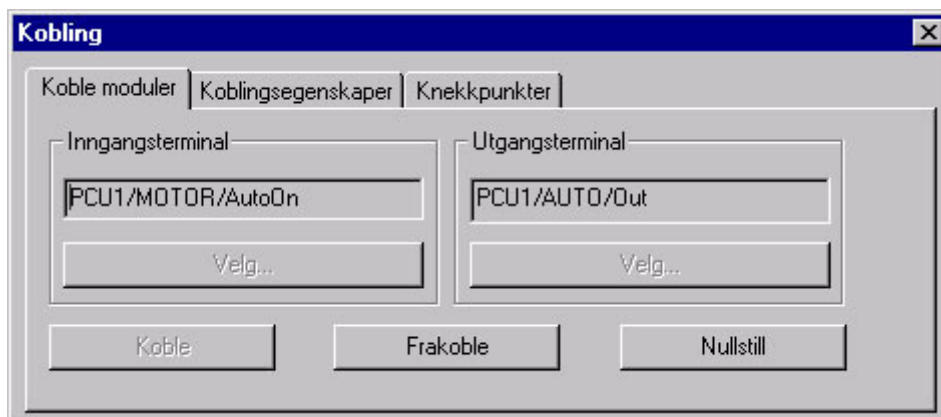 Kobling
Koble moduler Koblingsegenskaper Knekkpunkter
Inngangsterminal Utgangsterminal
PCU1/MOTOR/AutoOn PCU1/AUTO/Out
Velg... Velg...
Koble Frakoble Nullstill